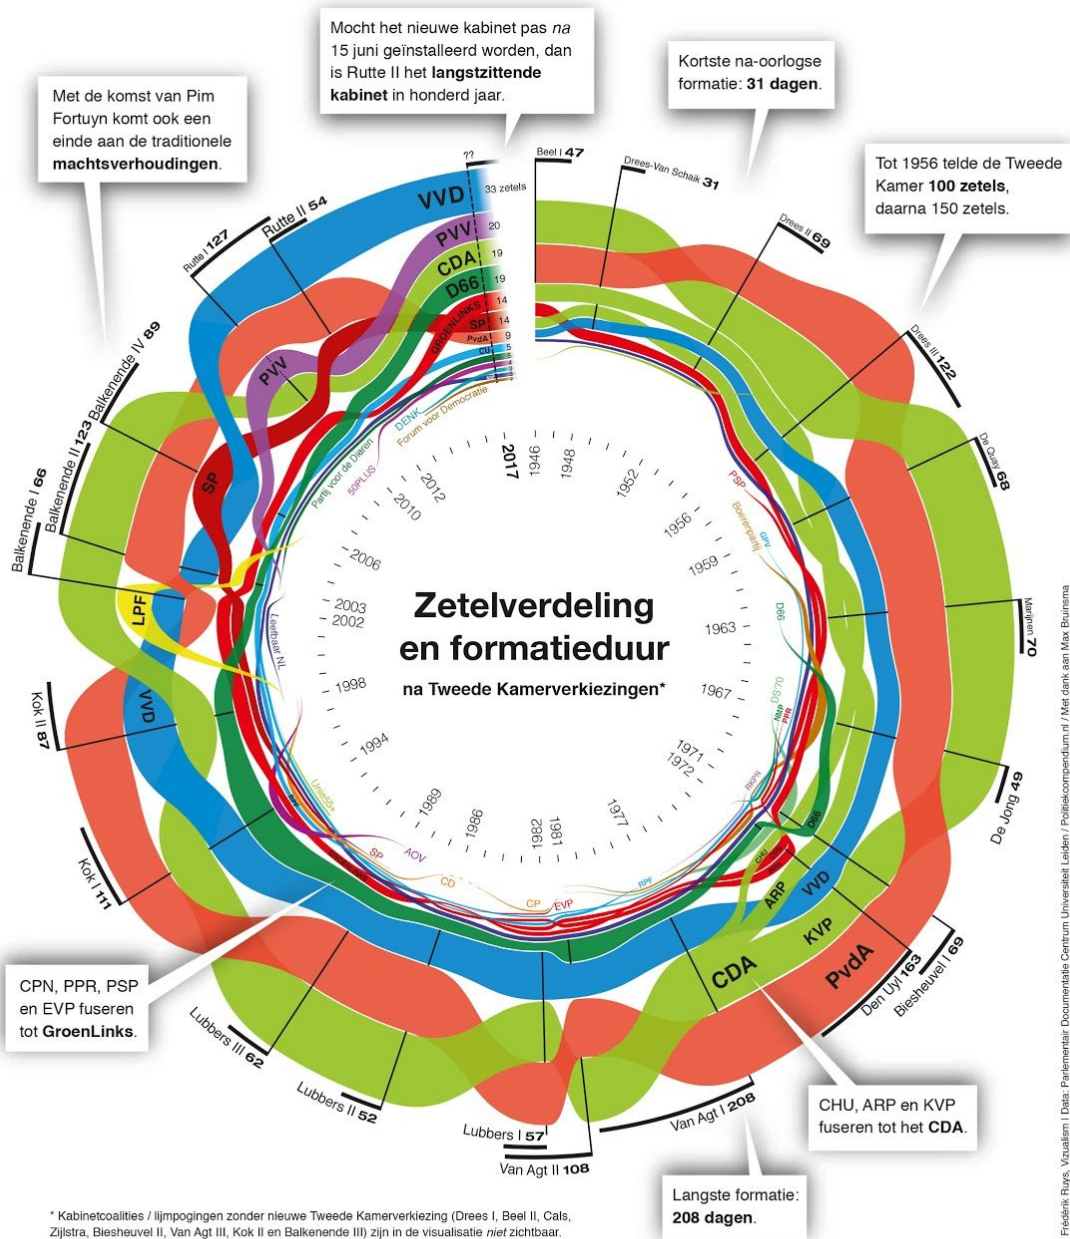 Mocht het nieuwe kabinet pas na
15 juni geïnstalleerd worden, dan
is Rutte II het langstzittende
kabinet in honderd jaar.
Kortste na-oorlogse
formatie: 31 dagen.
Met de komst van Pim
Fortuyn komt ook een
einde aan de traditionele
machtsverhoudingen.
Tot 1956 telde de Tweede
Kamer 100 zetels,
daarna 150 zetels.
??
Beel I 47
Drees-Van Schaik 31
Drees II 69
Drees III 122
De Quay 68
Marijnen 70
De Jong 49
Biesheuvel I 69
Den Uyl 163
Van Agt I 208
Van Agt II 108
Lubbers I 57
Lubbers II 52
Lubbers III 62
Kok I 111
Kok II 87
Balkenende I 66
Balkenende II 123
Balkenende IV 89
Rutte I 127
Rutte II 54
VVD
33 zetels
PVV
20
CDA
19
D66
19
GROENLINKS
14
SP
14
PvdA
9
CU
5
5
4
3
DENK
Forum voor Democratie
Partij voor de Dieren
50PLUS
PVV
SP
LPF
Leefbaar NL
VVD
Unie55+
AOV
SP
CD
CP
EVP
RPF
RKPN
PSP
Boerenpartij
GPV
D66
DS'70
NMP
PPR
D66
CHU
ARP
VVD
KVP
PvdA
CDA
2017
1946
1948
1952
1956
1959
1963
1967
1971
1972
1977
1981
1982
1986
1989
1994
1998
2002
2003
2006
2010
2012
Zetelverdeling
en formatieduur
na Tweede Kamerverkiezingen*
CPN, PPR, PSP
en EVP fuseren
tot GroenLinks.
CHU, ARP en KVP
fuseren tot het CDA.
Langste formatie:
208 dagen.
* Kabinetcoalities / lijmpogingen zonder nieuwe Tweede Kamerverkiezing (Drees I, Beel II, Cals,
Zijlstra, Biesheuvel II, Van Agt III, Kok II en Balkenende III) zijn in de visualisatie niet zichtbaar.
Frédérik Ruys, Vizualism I Data: Parlementair Documentatie Centrum Universiteit Leiden / Politiekcompendium.nl / Met dank aan Max Bruinsma